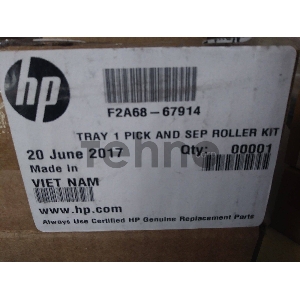 hp
F2A68-67914
TRAY 1 PICK AND SEP ROLLER KIT
20 June 2017 Qty: 00001
Made in
VIET NAM
www.hp.com
Always Use Certified HP Genuine Replacement Parts